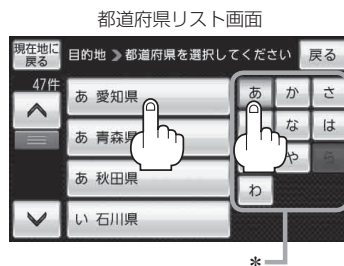 都道府県リスト画面
現在地に
戻る
目的地 》都道府県を選択してください
戻る
47件
あ 愛知県
あ 青森県
あ 秋田県
い 石川県
あ か さ
な は
や ら
わ
*